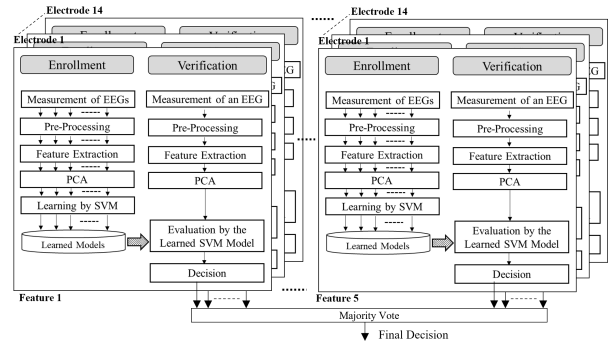 Electrode 14
Electrode 14
Electrode 1
Electrode 1
Enrollment
Verification
Enrollment
Verification
Measurement of EEGs
Measurement of an EEG
Measurement of EEGs
Measurement of an EEG
Pre-Processing
Pre-Processing
Pre-Processing
Pre-Processing
Feature Extraction
Feature Extraction
Feature Extraction
Feature Extraction
PCA
PCA
PCA
PCA
Learning by SVM
Learning by SVM
Learned Models
Evaluation by the
Learned SVM Model
Learned Models
Evaluation by the
Learned SVM Model
Decision
Decision
Feature 1
Feature 5
Majority Vote
Final Decision